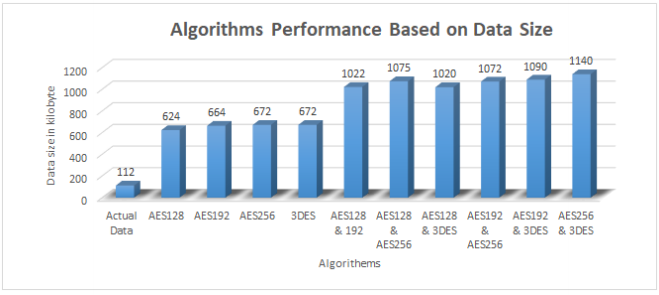 Algorithms Performance Based on Data Size
Data size in kilobyte
1200
1000
800
600
400
200
0
112
624
664
672
672
1022
1075
1020
1072
1090
1140
Actual
Data
AES128
AES192
AES256
3DES
AES128
& 192
AES128
&
AES256
AES128
& 3DES
AES192
&
AES256
AES192
& 3DES
AES256
& 3DES
Algorithems